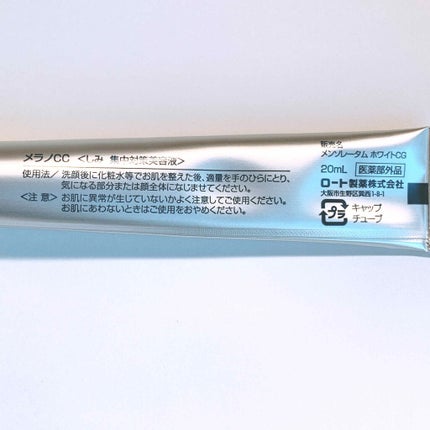 メラノCC 〈しみ 集中対策美容液〉
使用法/洗顔後に化粧水等でお肌を整えた後、適量を手のひらにとり、
気になる部分または顔全体になじませてください。
〈注 意〉 お肌に異常が生じていないかよく注意してご使用ください。
お肌にあわないときはご使用をおやめください。
販売名
メンソレータム ホワイトCG
20mL 医薬部外品
ロート製薬株式会社
大阪市生野区巽西1-8-1
プラ
キャップ
チューブ